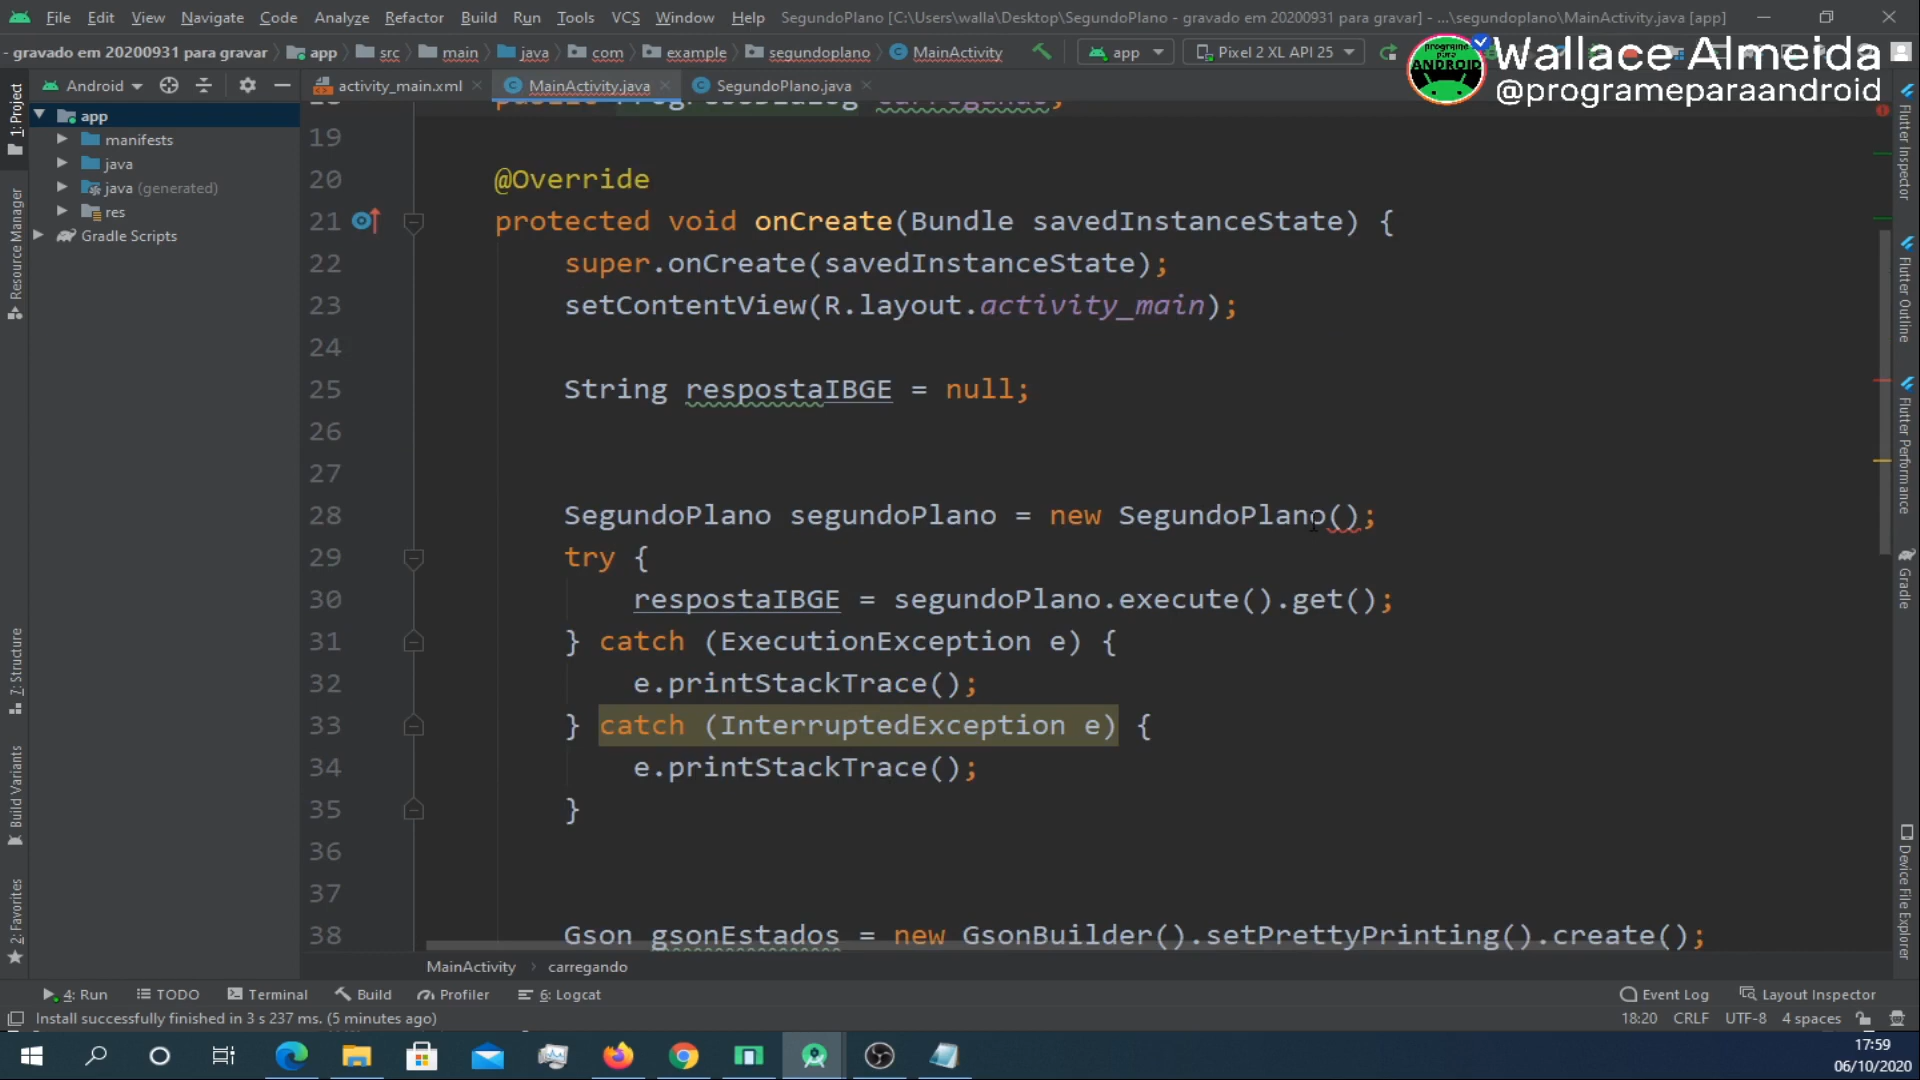 File Edit View Navigate Code Analyze Refactor Build Run Tools VCS Window Help SegundoPlano [C:\Users\walla\Desktop\SegundoPlano - gravado em 20200931 para gravar] - ...\segundoplano\MainActivity.java [app]
- gravado em 20200931 para gravar app src main java com example segundoplano MainActivity app Pixel 2 XL API 25
programe para ANDROID
Wallace Almeida
@programeparaandroid
Android
activity_main.xml MainActivity.java SegundoPlano.java
app
manifests
java
java (generated)
res
Gradle Scripts
1: Project
Resource Manager
7: Structure
Build Variants
2: Favorites
public ProgressDialog carregando;
19
20 @Override
21 protected void onCreate(Bundle savedInstanceState) {
22 super.onCreate(savedInstanceState);
23 setContentView(R.layout.activity_main);
24
25 String respostaIBGE = null;
26
27
28 SegundoPlano segundoPlano = new SegundoPlano();
29 try {
30 respostaIBGE = segundoPlano.execute().get();
31 } catch (ExecutionException e) {
32 e.printStackTrace();
33 } catch (InterruptedException e) {
34 e.printStackTrace();
35 }
36
37
38 Gson gsonEstados = new GsonBuilder().setPrettyPrinting().create();
Flutter Inspector
Flutter Outline
Flutter Performance
Gradle
Device File Explorer
MainActivity carregando
4: Run TODO Terminal Build Profiler 6: Logcat Event Log Layout Inspector
Install successfully finished in 3 s 237 ms. (5 minutes ago) 18:20 CRLF UTF-8 4 spaces
17:59
06/10/2020